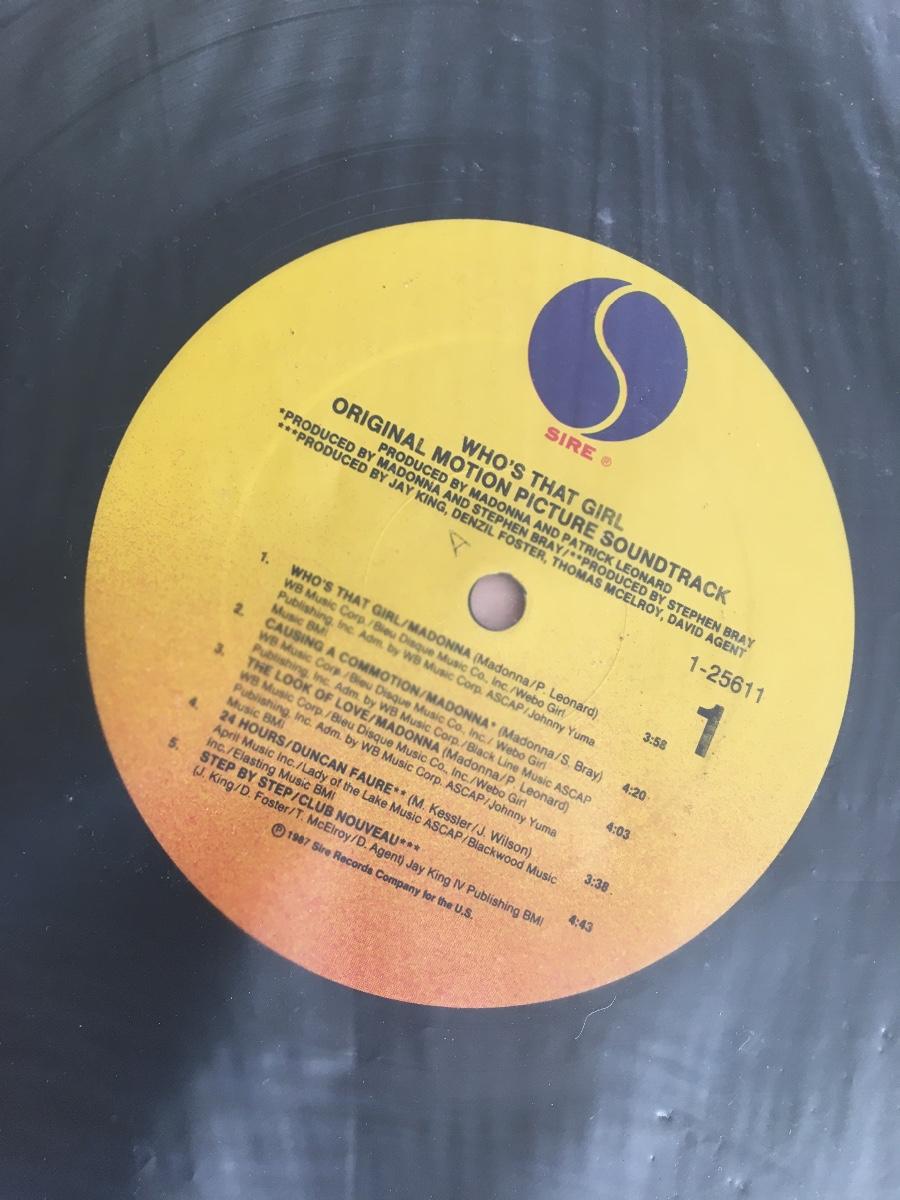 SIRE ®
WHO'S THAT GIRL
ORIGINAL MOTION PICTURE SOUNDTRACK
PRODUCED BY MADONNA AND PATRICK LEONARD
*PRODUCED BY MADONNA AND STEPHEN BRAY/**PRODUCED BY STEPHEN BRAY
***PRODUCED BY JAY KING, DENZIL FOSTER, THOMAS MCELROY, DAVID AGENT
1-25611
1
A
1. WHO'S THAT GIRL/MADONNA (Madonna/P. Leonard)
WB Music Corp./Bleu Disque Music Co., Inc./Webo Girl
Publishing, Inc. Adm. by WB Music Corp. ASCAP/Johnny Yuma
Music BMI 3:58
2. CAUSING A COMMOTION/MADONNA* (Madonna/S. Bray)
WB Music Corp./Bleu Disque Music Co., Inc./Webo Girl
Publishing, Inc. Adm. by WB Music Corp./Black Line Music ASCAP 4:20
3. THE LOOK OF LOVE/MADONNA (Madonna/P. Leonard)
WB Music Corp/Bleu Disque Music Co., Inc./Webo Girl
Publishing, Inc. Adm. by WB Music Corp. ASCAP/Johnny Yuma
Music BMI 4:03
4. 24 HOURS/DUNCAN FAURE** (M. Kessler/J. Wilson)
April Music Inc./Lady of the Lake Music ASCAP/Blackwood Music
Inc./Elasting Music BMI 3:38
5. STEP BY STEP/CLUB NOUVEAU***
(J. King/D. Foster/T. McElroy/D. Agent) Jay King IV Publishing BMI 4:43
℗ 1987 Sire Records Company for the U.S.